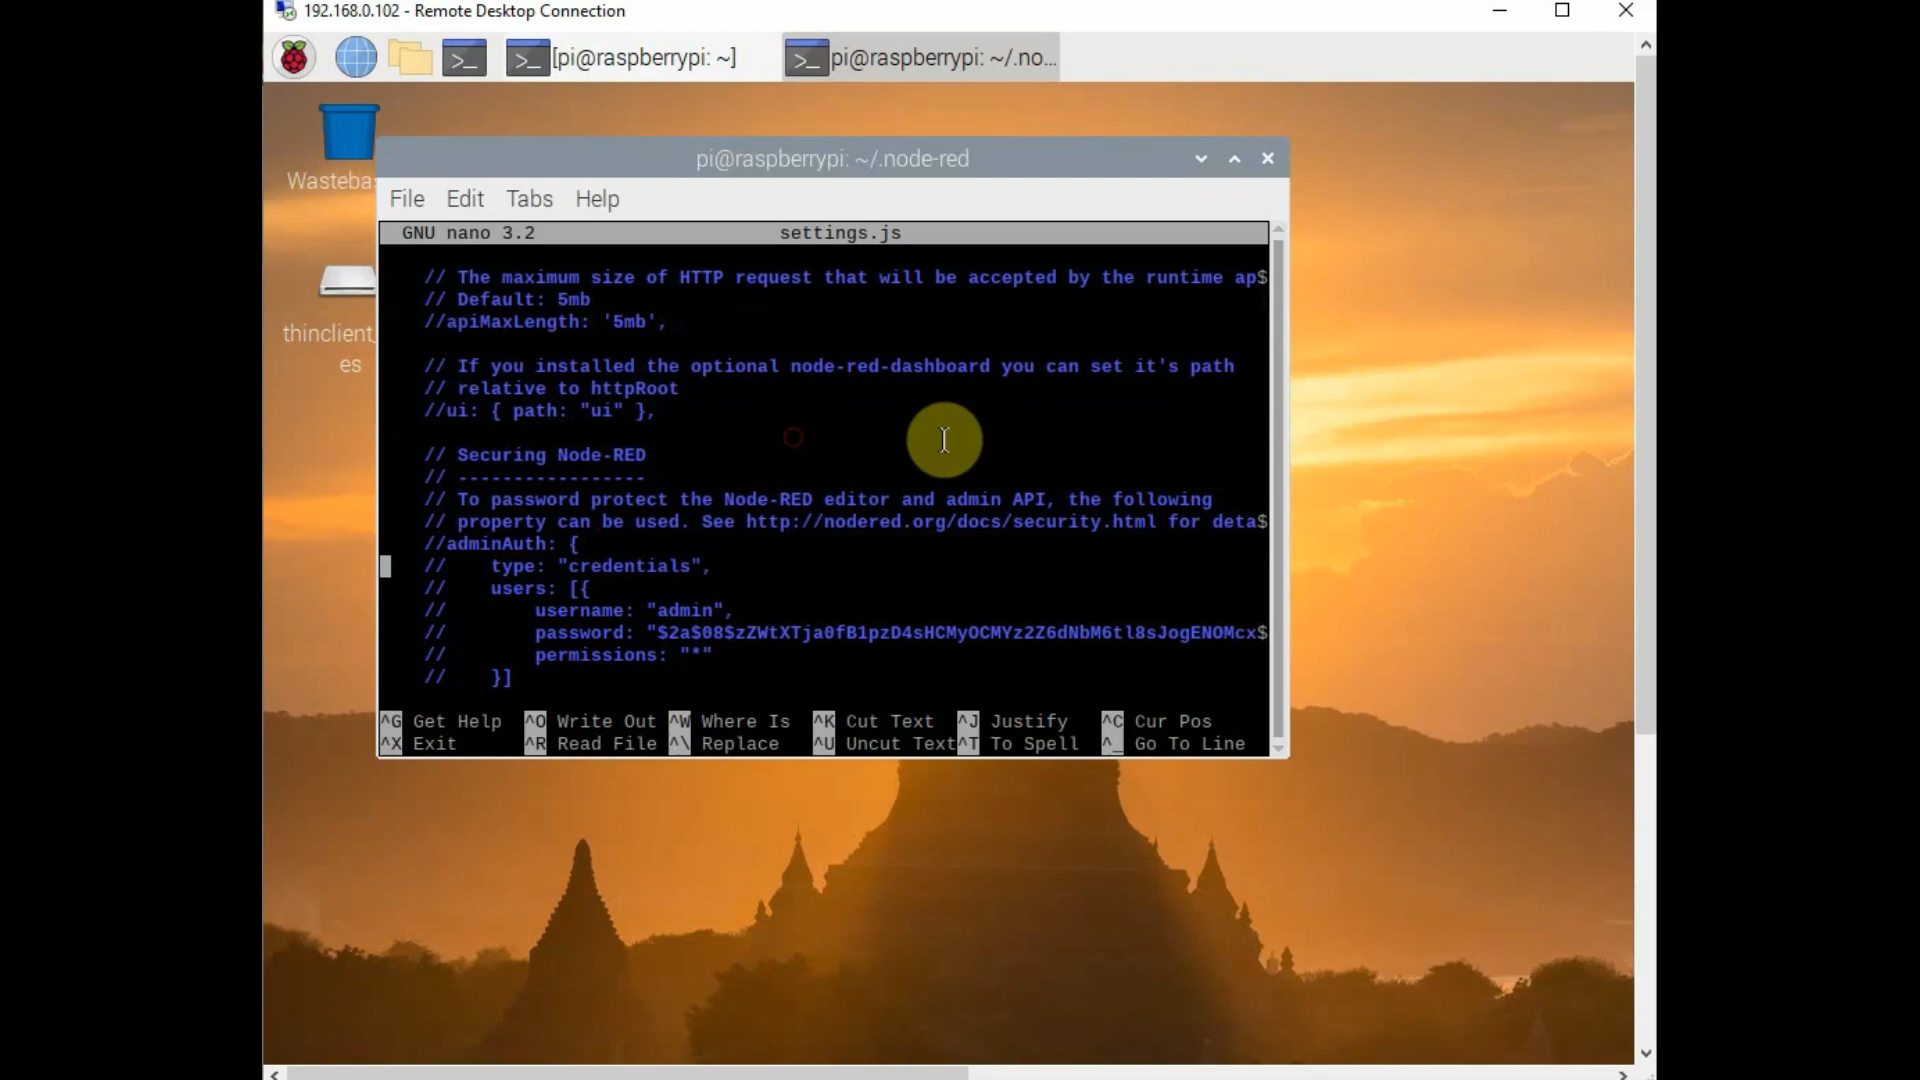 192.168.0.102 - Remote Desktop Connection
[pi@raspberrypi: ~]
pi@raspberrypi: ~/.no...
Wasteba
thinclient_
es
pi@raspberrypi: ~/.node-red
File Edit Tabs Help
GNU nano 3.2 settings.js
// The maximum size of HTTP request that will be accepted by the runtime ap$
// Default: 5mb
//apiMaxLength: '5mb',
// If you installed the optional node-red-dashboard you can set it's path
// relative to httpRoot
//ui: { path: "ui" },
// Securing Node-RED
// -----------------
// To password protect the Node-RED editor and admin API, the following
// property can be used. See http://nodered.org/docs/security.html for deta$
//adminAuth: {
// type: "credentials",
// users: [{
// username: "admin",
// password: "$2a$08$zZWtXTja0fB1pzD4sHCMyOCMYz2Z6dNbM6tl8sJogENOMcx$
// permissions: "*"
// }]
^G Get Help ^O Write Out ^W Where Is ^K Cut Text ^J Justify ^C Cur Pos
^X Exit ^R Read File ^\ Replace ^U Uncut Text ^T To Spell ^_ Go To Line